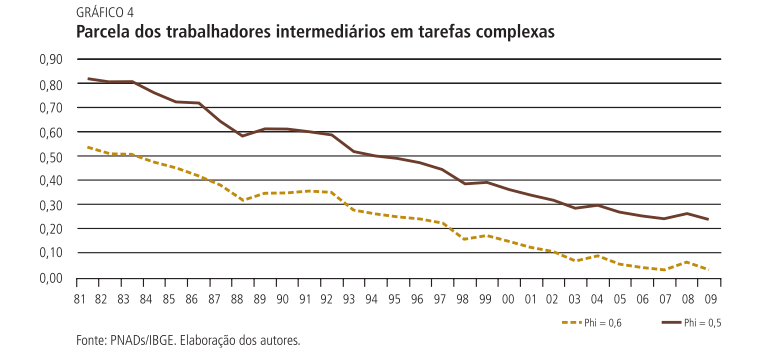 GRÁFICO 4
Parcela dos trabalhadores intermediários em tarefas complexas
0,90
0,80
0,70
0,60
0,50
0,40
0,30
0,20
0,10
0,00
81 82 83 84 85 86 87 88 89 90 91 92 93 94 95 96 97 98 99 00 01 02 03 04 05 06 07 08 09
Phi = 0,6 Phi = 0,5
Fonte: PNADs/IBGE. Elaboração dos autores.